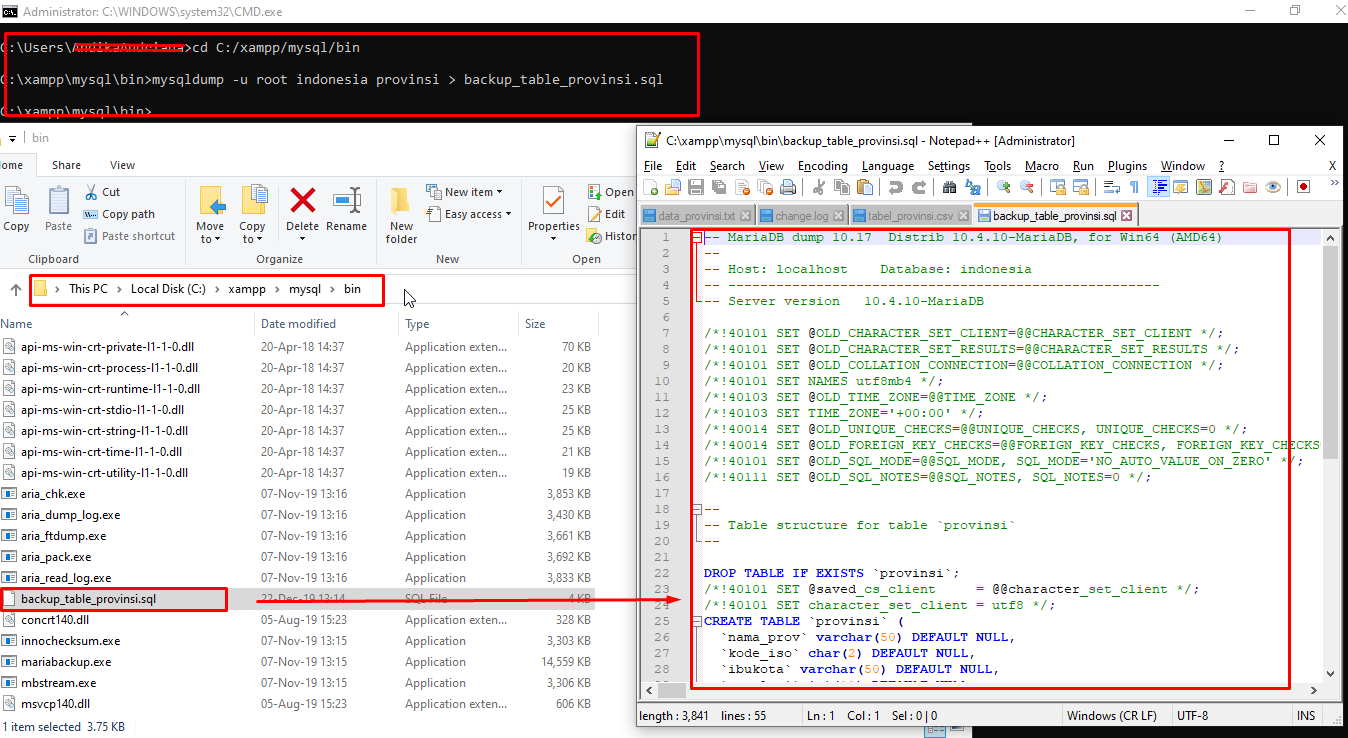 Administrator: C:\WINDOWS\system32\CMD.exe
C:\Users\AndikaAndriana>cd C:/xampp/mysql/bin
C:\xampp\mysql\bin>mysqldump -u root indonesia provinsi > backup_table_provinsi.sql
C:\xampp\mysql\bin>
bin
ome Share View
Copy
Paste
Cut
Copy path
Paste shortcut
Move to
Copy to
Delete
Rename
New folder
New item
Easy access
Properties
Open
Edit
Histor
Clipboard Organize New Open
This PC > Local Disk (C:) > xampp > mysql > bin
Name Date modified Type Size
api-ms-win-crt-private-l1-1-0.dll 20-Apr-18 14:37 Application exten... 70 KB
api-ms-win-crt-process-l1-1-0.dll 20-Apr-18 14:37 Application exten... 20 KB
api-ms-win-crt-runtime-l1-1-0.dll 20-Apr-18 14:37 Application exten... 23 KB
api-ms-win-crt-stdio-l1-1-0.dll 20-Apr-18 14:37 Application exten... 25 KB
api-ms-win-crt-string-l1-1-0.dll 20-Apr-18 14:37 Application exten... 25 KB
api-ms-win-crt-time-l1-1-0.dll 20-Apr-18 14:37 Application exten... 21 KB
api-ms-win-crt-utility-l1-1-0.dll 20-Apr-18 14:37 Application exten... 19 KB
aria_chk.exe 07-Nov-19 13:16 Application 3,853 KB
aria_dump_log.exe 07-Nov-19 13:16 Application 3,430 KB
aria_ftdump.exe 07-Nov-19 13:16 Application 3,661 KB
aria_pack.exe 07-Nov-19 13:16 Application 3,692 KB
aria_read_log.exe 07-Nov-19 13:16 Application 3,833 KB
backup_table_provinsi.sql 22-Dec-19 13:14 SQL File 4 KB
concrt140.dll 05-Aug-19 15:23 Application exten... 328 KB
innochecksum.exe 07-Nov-19 13:15 Application 3,303 KB
mariabackup.exe 07-Nov-19 13:15 Application 14,559 KB
mbstream.exe 07-Nov-19 13:15 Application 3,306 KB
msvcp140.dll 05-Aug-19 15:23 Application exten... 606 KB
1 item selected 3.75 KB
C:\xampp\mysql\bin\backup_table_provinsi.sql - Notepad++ [Administrator]
File Edit Search View Encoding Language Settings Tools Macro Run Plugins Window ? X
data_provinsi.txt change.log tabel_provinsi.csv backup_table_provinsi.sql
1 -- MariaDB dump 10.17 Distrib 10.4.10-MariaDB, for Win64 (AMD64)
2 --
3 -- Host: localhost Database: indonesia
4 -- ------------------------------------------------------
5 -- Server version 10.4.10-MariaDB
6
7 /*!40101 SET @OLD_CHARACTER_SET_CLIENT=@@CHARACTER_SET_CLIENT */;
8 /*!40101 SET @OLD_CHARACTER_SET_RESULTS=@@CHARACTER_SET_RESULTS */;
9 /*!40101 SET @OLD_COLLATION_CONNECTION=@@COLLATION_CONNECTION */;
10 /*!40101 SET NAMES utf8mb4 */;
11 /*!40103 SET @OLD_TIME_ZONE=@@TIME_ZONE */;
12 /*!40103 SET TIME_ZONE='+00:00' */;
13 /*!40014 SET @OLD_UNIQUE_CHECKS=@@UNIQUE_CHECKS, UNIQUE_CHECKS=0 */;
14 /*!40014 SET @OLD_FOREIGN_KEY_CHECKS=@@FOREIGN_KEY_CHECKS, FOREIGN_KEY_CHECKS=
15 /*!40101 SET @OLD_SQL_MODE=@@SQL_MODE, SQL_MODE='NO_AUTO_VALUE_ON_ZERO' */;
16 /*!40111 SET @OLD_SQL_NOTES=@@SQL_NOTES, SQL_NOTES=0 */;
17
18 --
19 -- Table structure for table `provinsi`
20 --
21
22 DROP TABLE IF EXISTS `provinsi`;
23 /*!40101 SET @saved_cs_client = @@character_set_client */;
24 /*!40101 SET character_set_client = utf8 */;
25 CREATE TABLE `provinsi` (
26 `nama_prov` varchar(50) DEFAULT NULL,
27 `kode_iso` char(2) DEFAULT NULL,
28 `ibukota` varchar(50) DEFAULT NULL,
length : 3,841 lines : 55 Ln : 1 Col : 1 Sel : 0 | 0 Windows (CR LF) UTF-8 INS